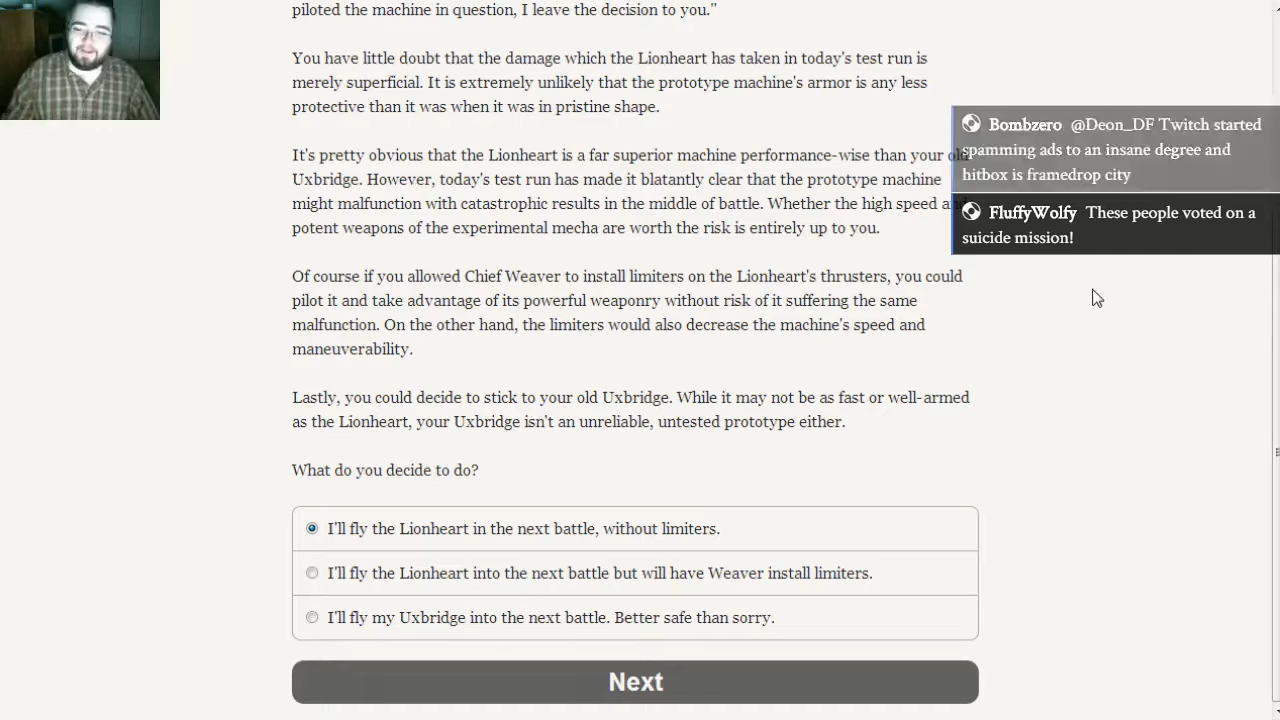 piloted the machine in question, I leave the decision to you."
You have little doubt that the damage which the Lionheart has taken in today's test run is
merely superficial. It is extremely unlikely that the prototype machine's armor is any less
protective than it was when it was in pristine shape.
It's pretty obvious that the Lionheart is a far superior machine performance-wise than your old
Uxbridge. However, today's test run has made it blatantly clear that the prototype machine
might malfunction with catastrophic results in the middle of battle. Whether the high speed and
potent weapons of the experimental mecha are worth the risk is entirely up to you.
Of course if you allowed Chief Weaver to install limiters on the Lionheart's thrusters, you could
pilot it and take advantage of its powerful weaponry without risk of it suffering the same
malfunction. On the other hand, the limiters would also decrease the machine's speed and
maneuverability.
Lastly, you could decide to stick to your old Uxbridge. While it may not be as fast or well-armed
as the Lionheart, your Uxbridge isn't an unreliable, untested prototype either.
What do you decide to do?
I'll fly the Lionheart in the next battle, without limiters.
I'll fly the Lionheart into the next battle but will have Weaver install limiters.
I'll fly my Uxbridge into the next battle. Better safe than sorry.
Next
Bombzero @Deon_DF Twitch started
spamming ads to an insane degree and
hitbox is framedrop city
FluffyWolfy These people voted on a
suicide mission!